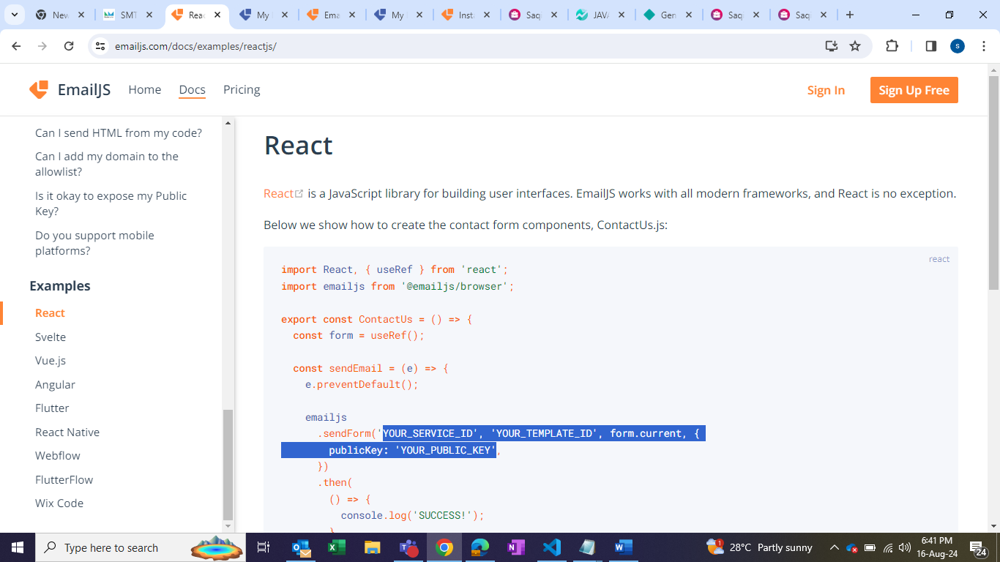 New
SMT
Reac
My
Ema
My
Insta
Saqi
JAVA
Gen
Saqi
Saqi
emailjs.com/docs/examples/reactjs/
S
EmailJS
Home
Docs
Pricing
Sign In
Sign Up Free
Can I send HTML from my code?
Can I add my domain to the
allowlist?
Is it okay to expose my Public
Key?
Do you support mobile
platforms?
Examples
React
Svelte
Vue.js
Angular
Flutter
React Native
Webflow
FlutterFlow
Wix Code
React
React is a JavaScript library for building user interfaces. EmailJS works with all modern frameworks, and React is no exception.
Below we show how to create the contact form components, ContactUs.js:
react
import React, { useRef } from 'react';
import emailjs from '@emailjs/browser';
export const ContactUs = () => {
const form = useRef();
const sendEmail = (e) => {
e.preventDefault();
emailjs
.sendForm('YOUR_SERVICE_ID', 'YOUR_TEMPLATE_ID', form.current, {
publicKey: 'YOUR_PUBLIC_KEY',
})
.then(
() => {
console.log('SUCCESS!');
Type here to search
1
28°C Partly sunny
6:41 PM
16-Aug-24
24